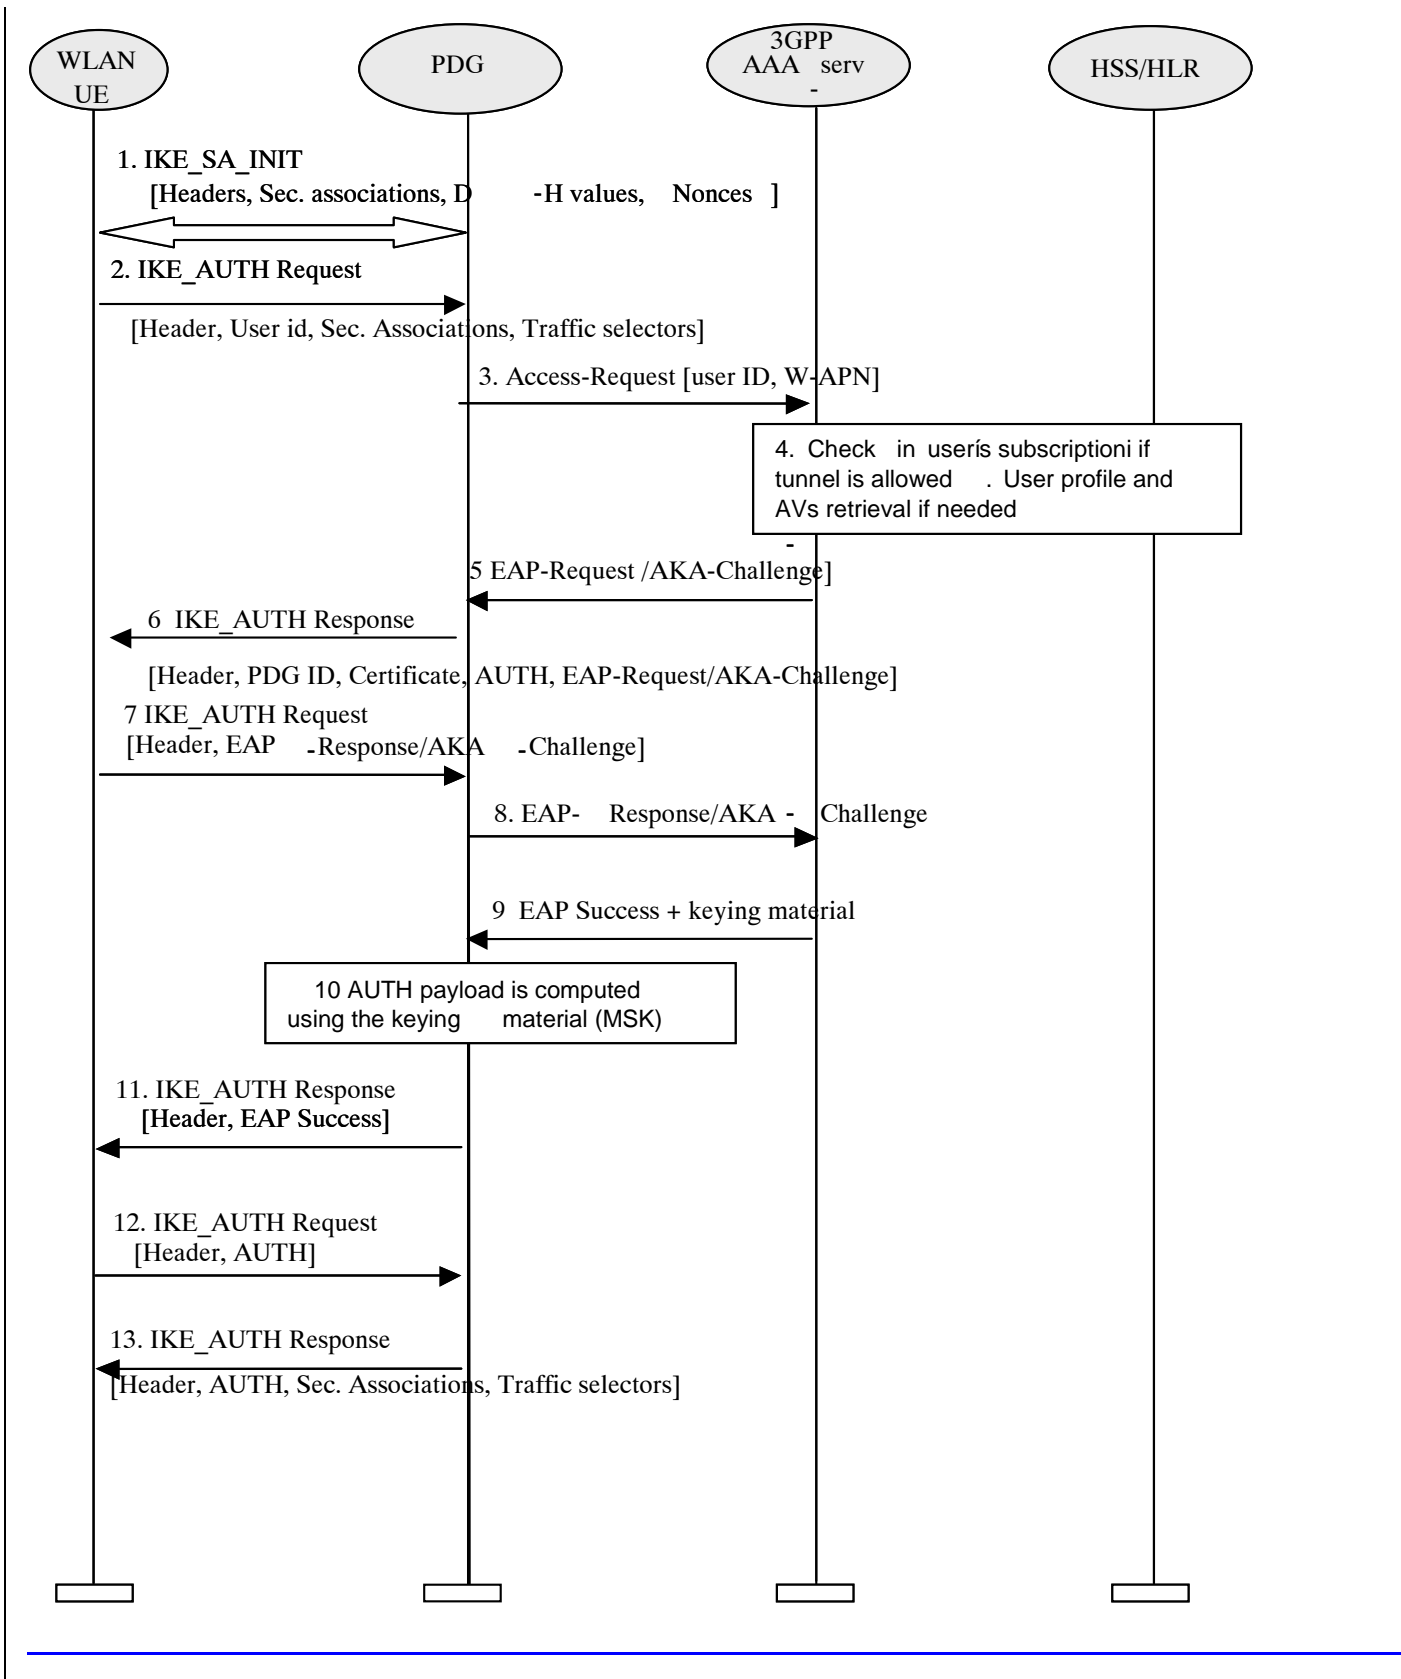 WLAN
UE
PDG
3GPP
AAA serv
-
HSS/HLR
1. IKE_SA_INIT
[Headers, Sec. associations, D -H values, Nonces ]
2. IKE_AUTH Request
[Header, User id, Sec. Associations, Traffic selectors]
3. Access-Request [user ID, W-APN]
4. Check in userís subscriptioni if
tunnel is allowed . User profile and
AVs retrieval if needed
-
5 EAP-Request /AKA-Challenge]
6 IKE_AUTH Response
[Header, PDG ID, Certificate, AUTH, EAP-Request/AKA-Challenge]
7 IKE_AUTH Request
[Header, EAP -Response/AKA -Challenge]
8. EAP- Response/AKA - Challenge
9 EAP Success + keying material
10 AUTH payload is computed
using the keying material (MSK)
11. IKE_AUTH Response
[Header, EAP Success]
12. IKE_AUTH Request
[Header, AUTH]
13. IKE_AUTH Response
[Header, AUTH, Sec. Associations, Traffic selectors]